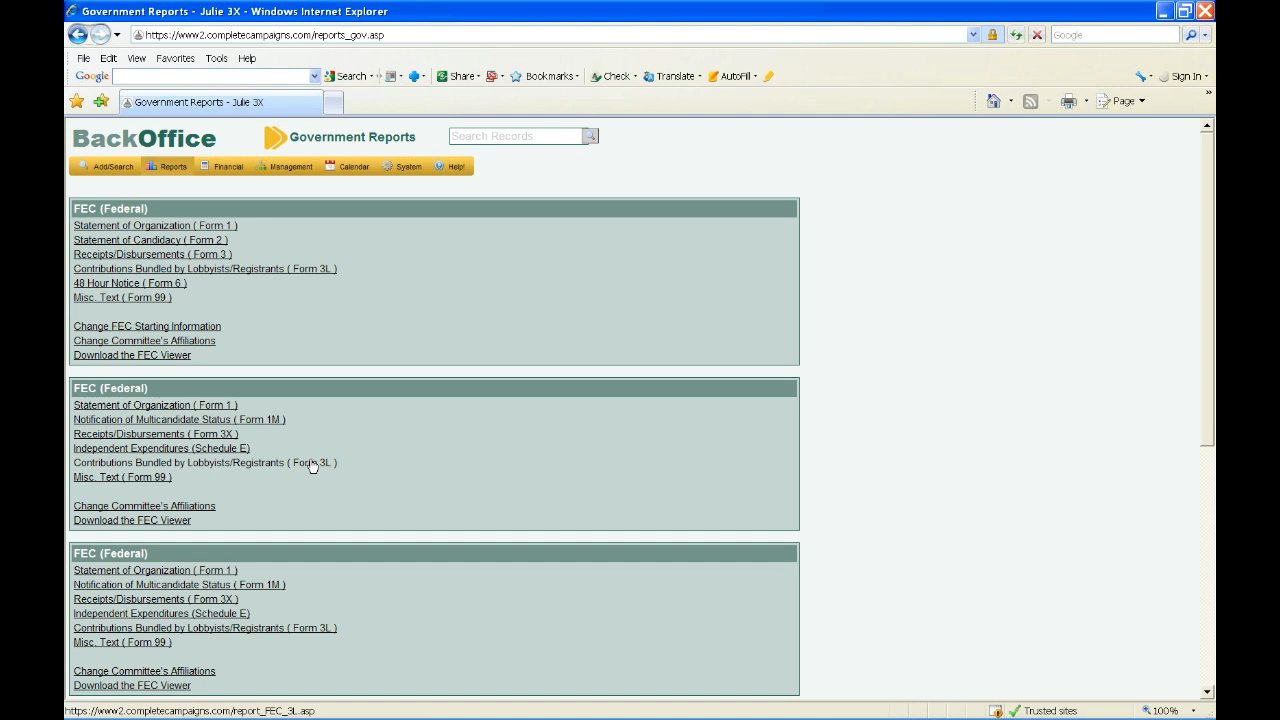 Government Reports - Julie 3X - Windows Internet Explorer
https://www2.completecampaigns.com/reports_gov.asp
Google
File Edit View Favorites Tools Help
Google Search Share Bookmarks Check Translate AutoFill Sign In
Government Reports - Julie 3X
Page
BackOffice Government Reports Search Records
Add/Search Reports Financial Management Calendar System Help!
FEC (Federal)
Statement of Organization ( Form 1 )
Statement of Candidacy ( Form 2 )
Receipts/Disbursements ( Form 3 )
Contributions Bundled by Lobbyists/Registrants ( Form 3L )
48 Hour Notice ( Form 6 )
Misc. Text ( Form 99 )
Change FEC Starting Information
Change Committee's Affiliations
Download the FEC Viewer
FEC (Federal)
Statement of Organization ( Form 1 )
Notification of Multicandidate Status ( Form 1M )
Receipts/Disbursements ( Form 3X )
Independent Expenditures (Schedule E)
Contributions Bundled by Lobbyists/Registrants ( Form 3L )
Misc. Text ( Form 99 )
Change Committee's Affiliations
Download the FEC Viewer
FEC (Federal)
Statement of Organization ( Form 1 )
Notification of Multicandidate Status ( Form 1M )
Receipts/Disbursements ( Form 3X )
Independent Expenditures (Schedule E)
Contributions Bundled by Lobbyists/Registrants ( Form 3L )
Misc. Text ( Form 99 )
Change Committee's Affiliations
Download the FEC Viewer
https://www2.completecampaigns.com/report_FEC_3L.asp
Trusted sites
100%